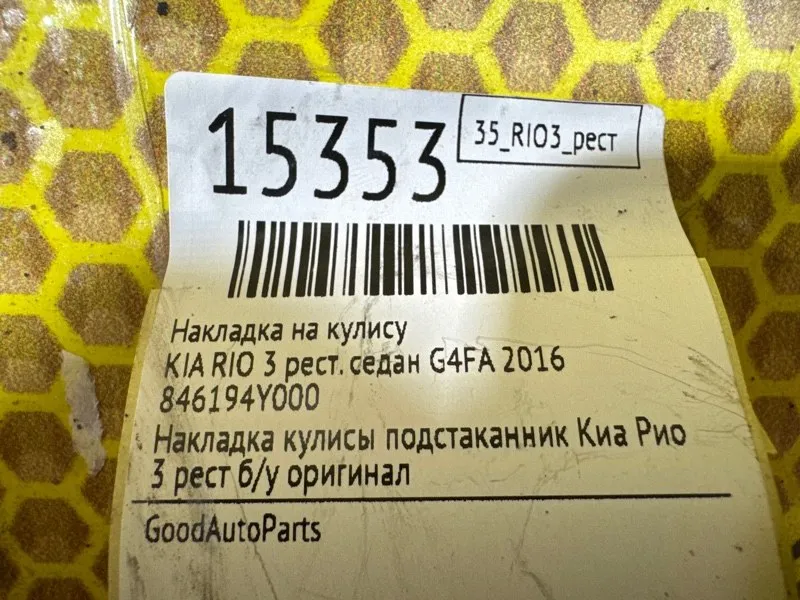 15353
35_RIO3_рест
Накладка на кулису
KIA RIO 3 рест. седан G4FA 2016
846194Y000
Накладка кулисы подстаканник Киа Рио
3 рест б/у оригинал
GoodAutoParts